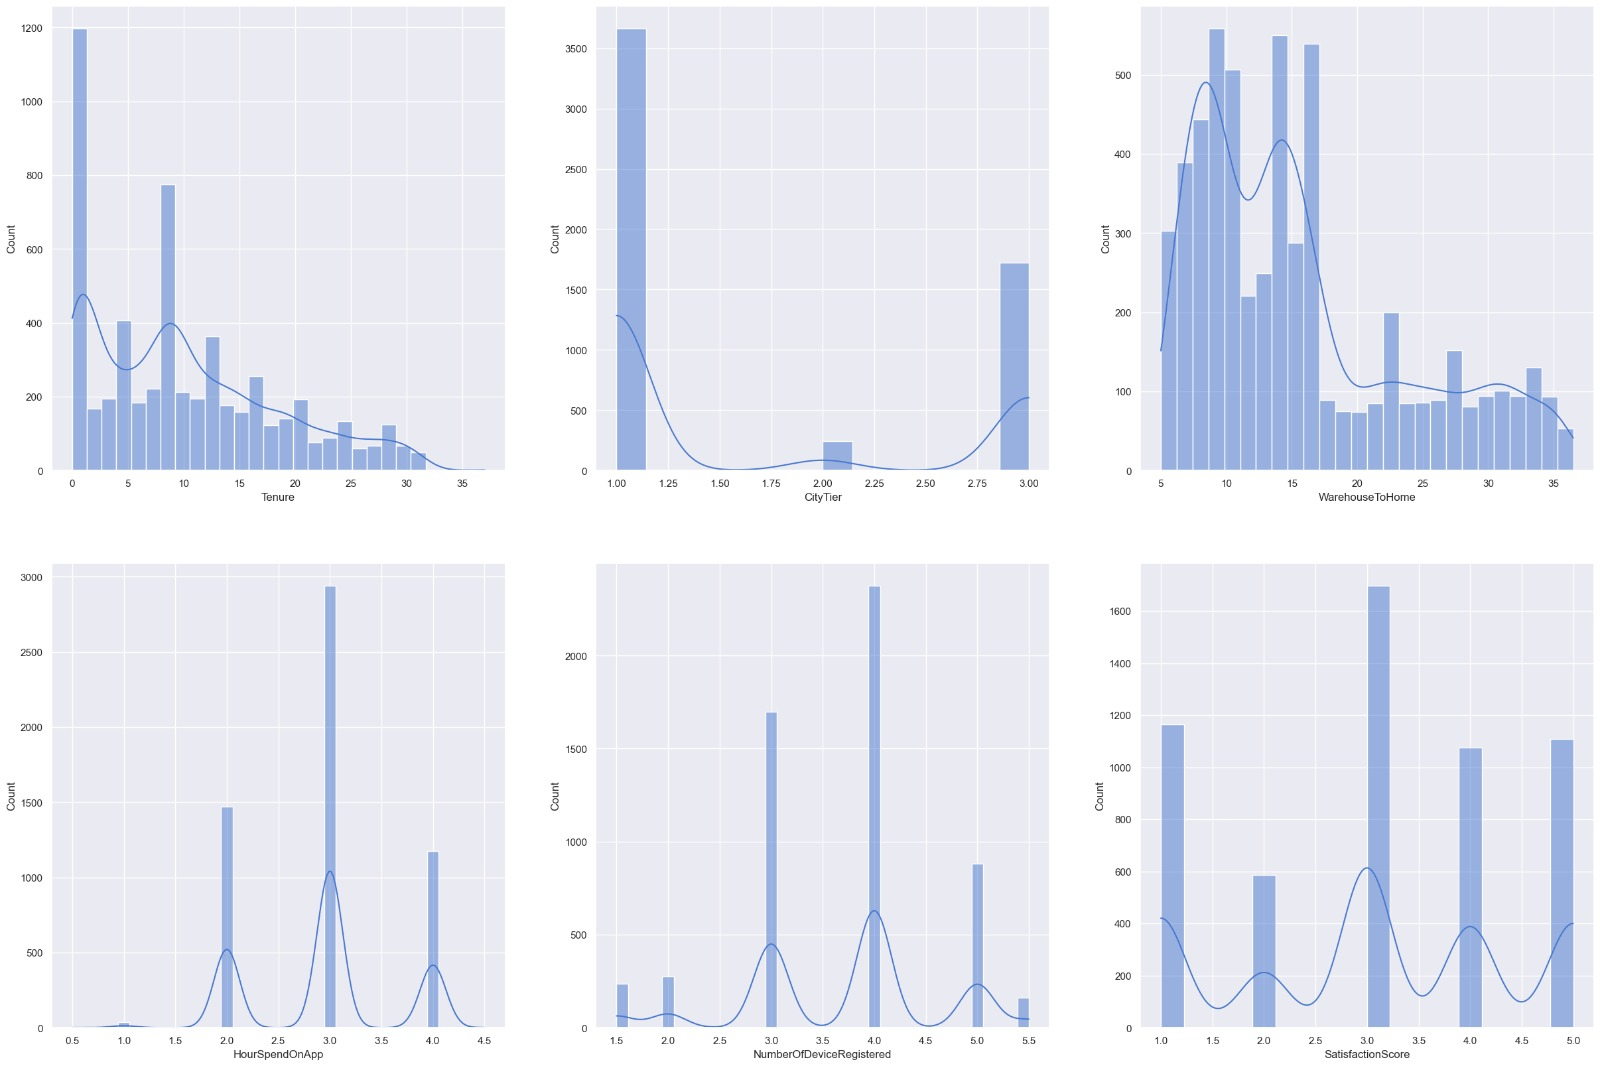 1200
1000
800
600
400
200
0
Count
0 5 10 15 20 25 30 35
Tenure
3500
3000
2500
2000
1500
1000
500
0
Count
1.00 1.25 1.50 1.75 2.00 2.25 2.50 2.75 3.00
CityTier
500
400
300
200
100
0
Count
5 10 15 20 25 30 35
WarehouseToHome
3000
2500
2000
1500
1000
500
0
Count
0.5 1.0 1.5 2.0 2.5 3.0 3.5 4.0 4.5
HourSpendOnApp
2000
1500
1000
500
0
Count
1.5 2.0 2.5 3.0 3.5 4.0 4.5 5.0 5.5
NumberOfDeviceRegistered
1600
1400
1200
1000
800
600
400
200
0
Count
1.0 1.5 2.0 2.5 3.0 3.5 4.0 4.5 5.0
SatisfactionScore